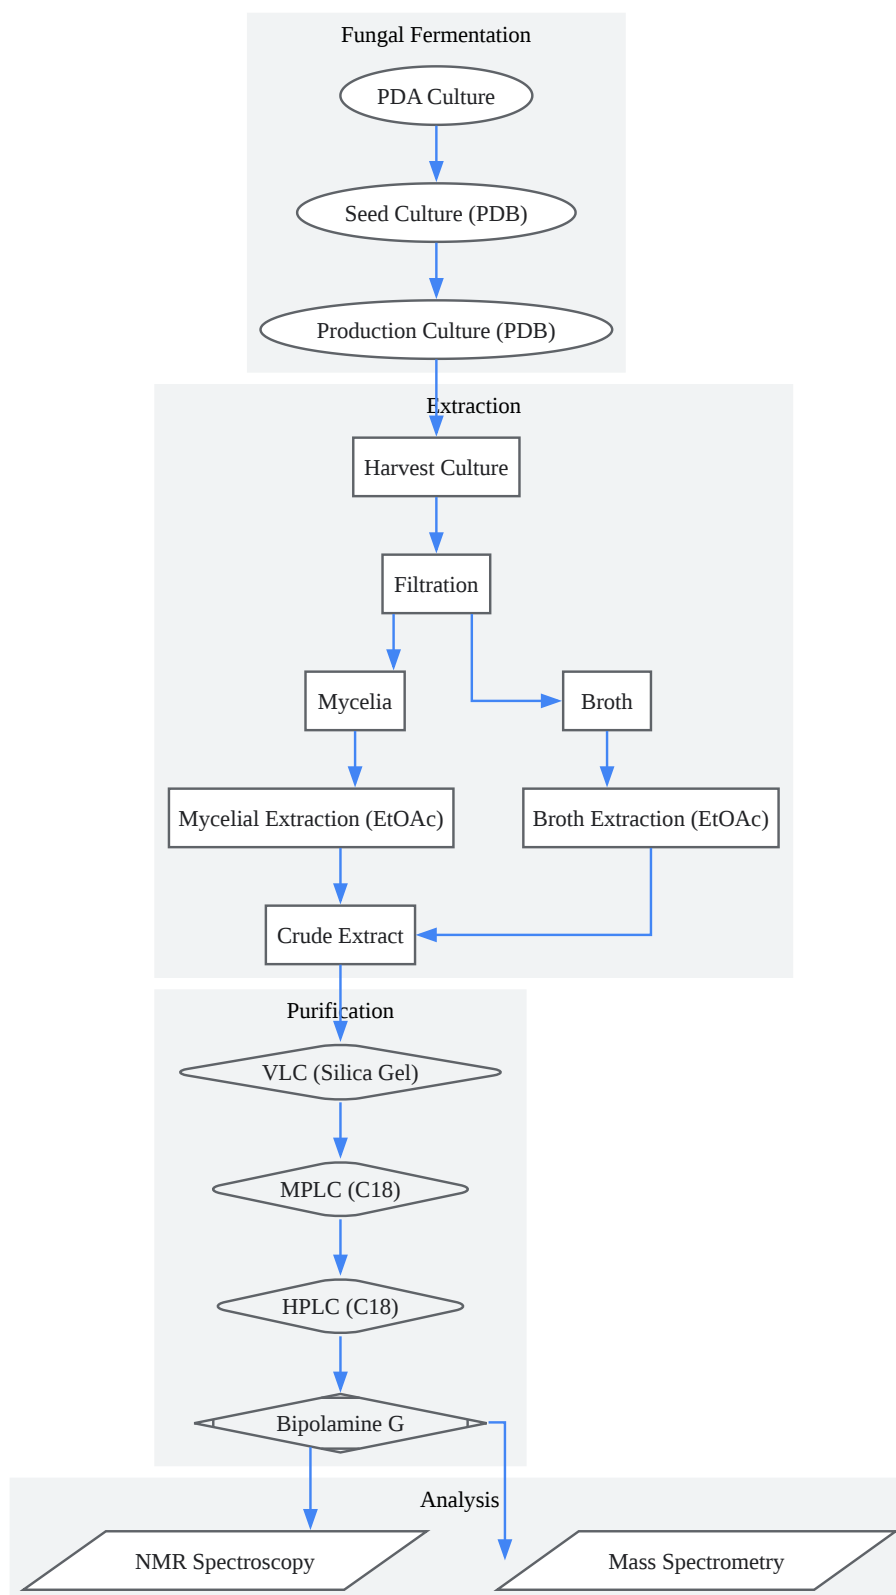 Fungal Fermentation
PDA Culture
Seed Culture (PDB)
Production Culture (PDB)
Extraction
Harvest Culture
Filtration
Mycelia
Broth
Mycelial Extraction (EtOAc)
Broth Extraction (EtOAc)
Crude Extract
Purification
VLC (Silica Gel)
MPLC (C18)
HPLC (C18)
Bipolamine G
Analysis
NMR Spectroscopy
Mass Spectrometry